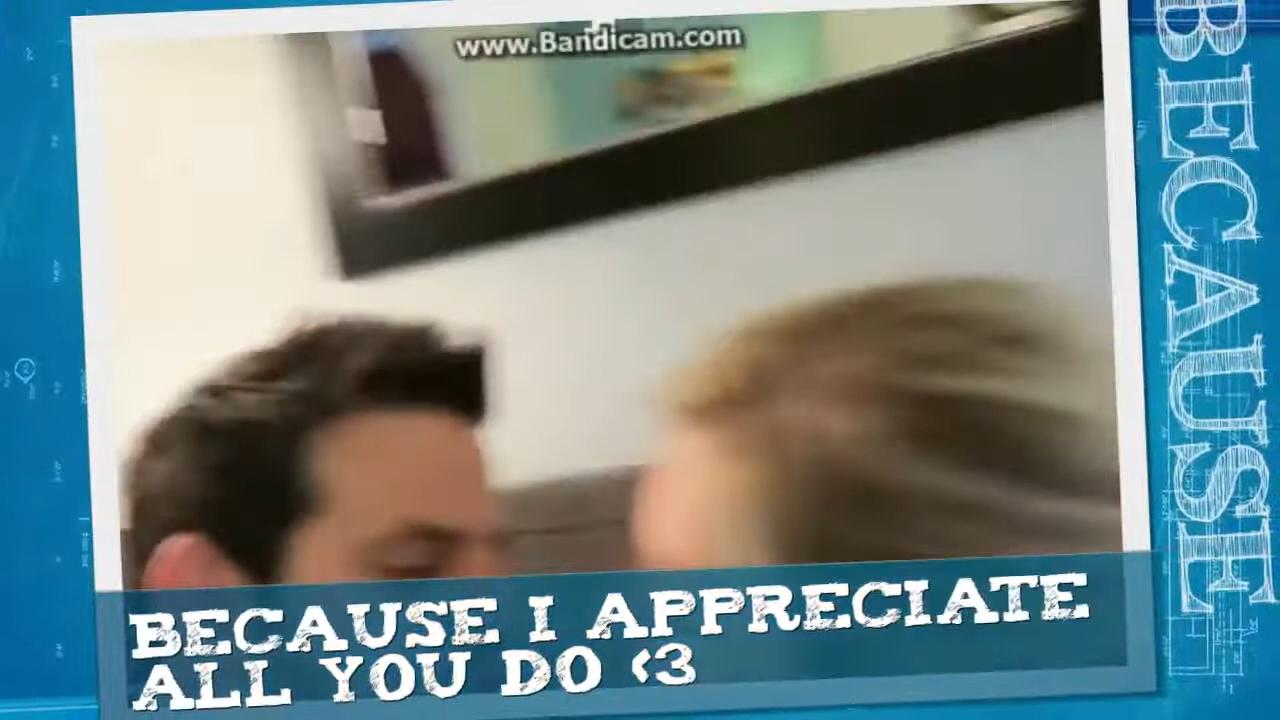 www.Bandicam.com
BECAUSE
BECAUSE I APPRECIATE
ALL YOU DO <3